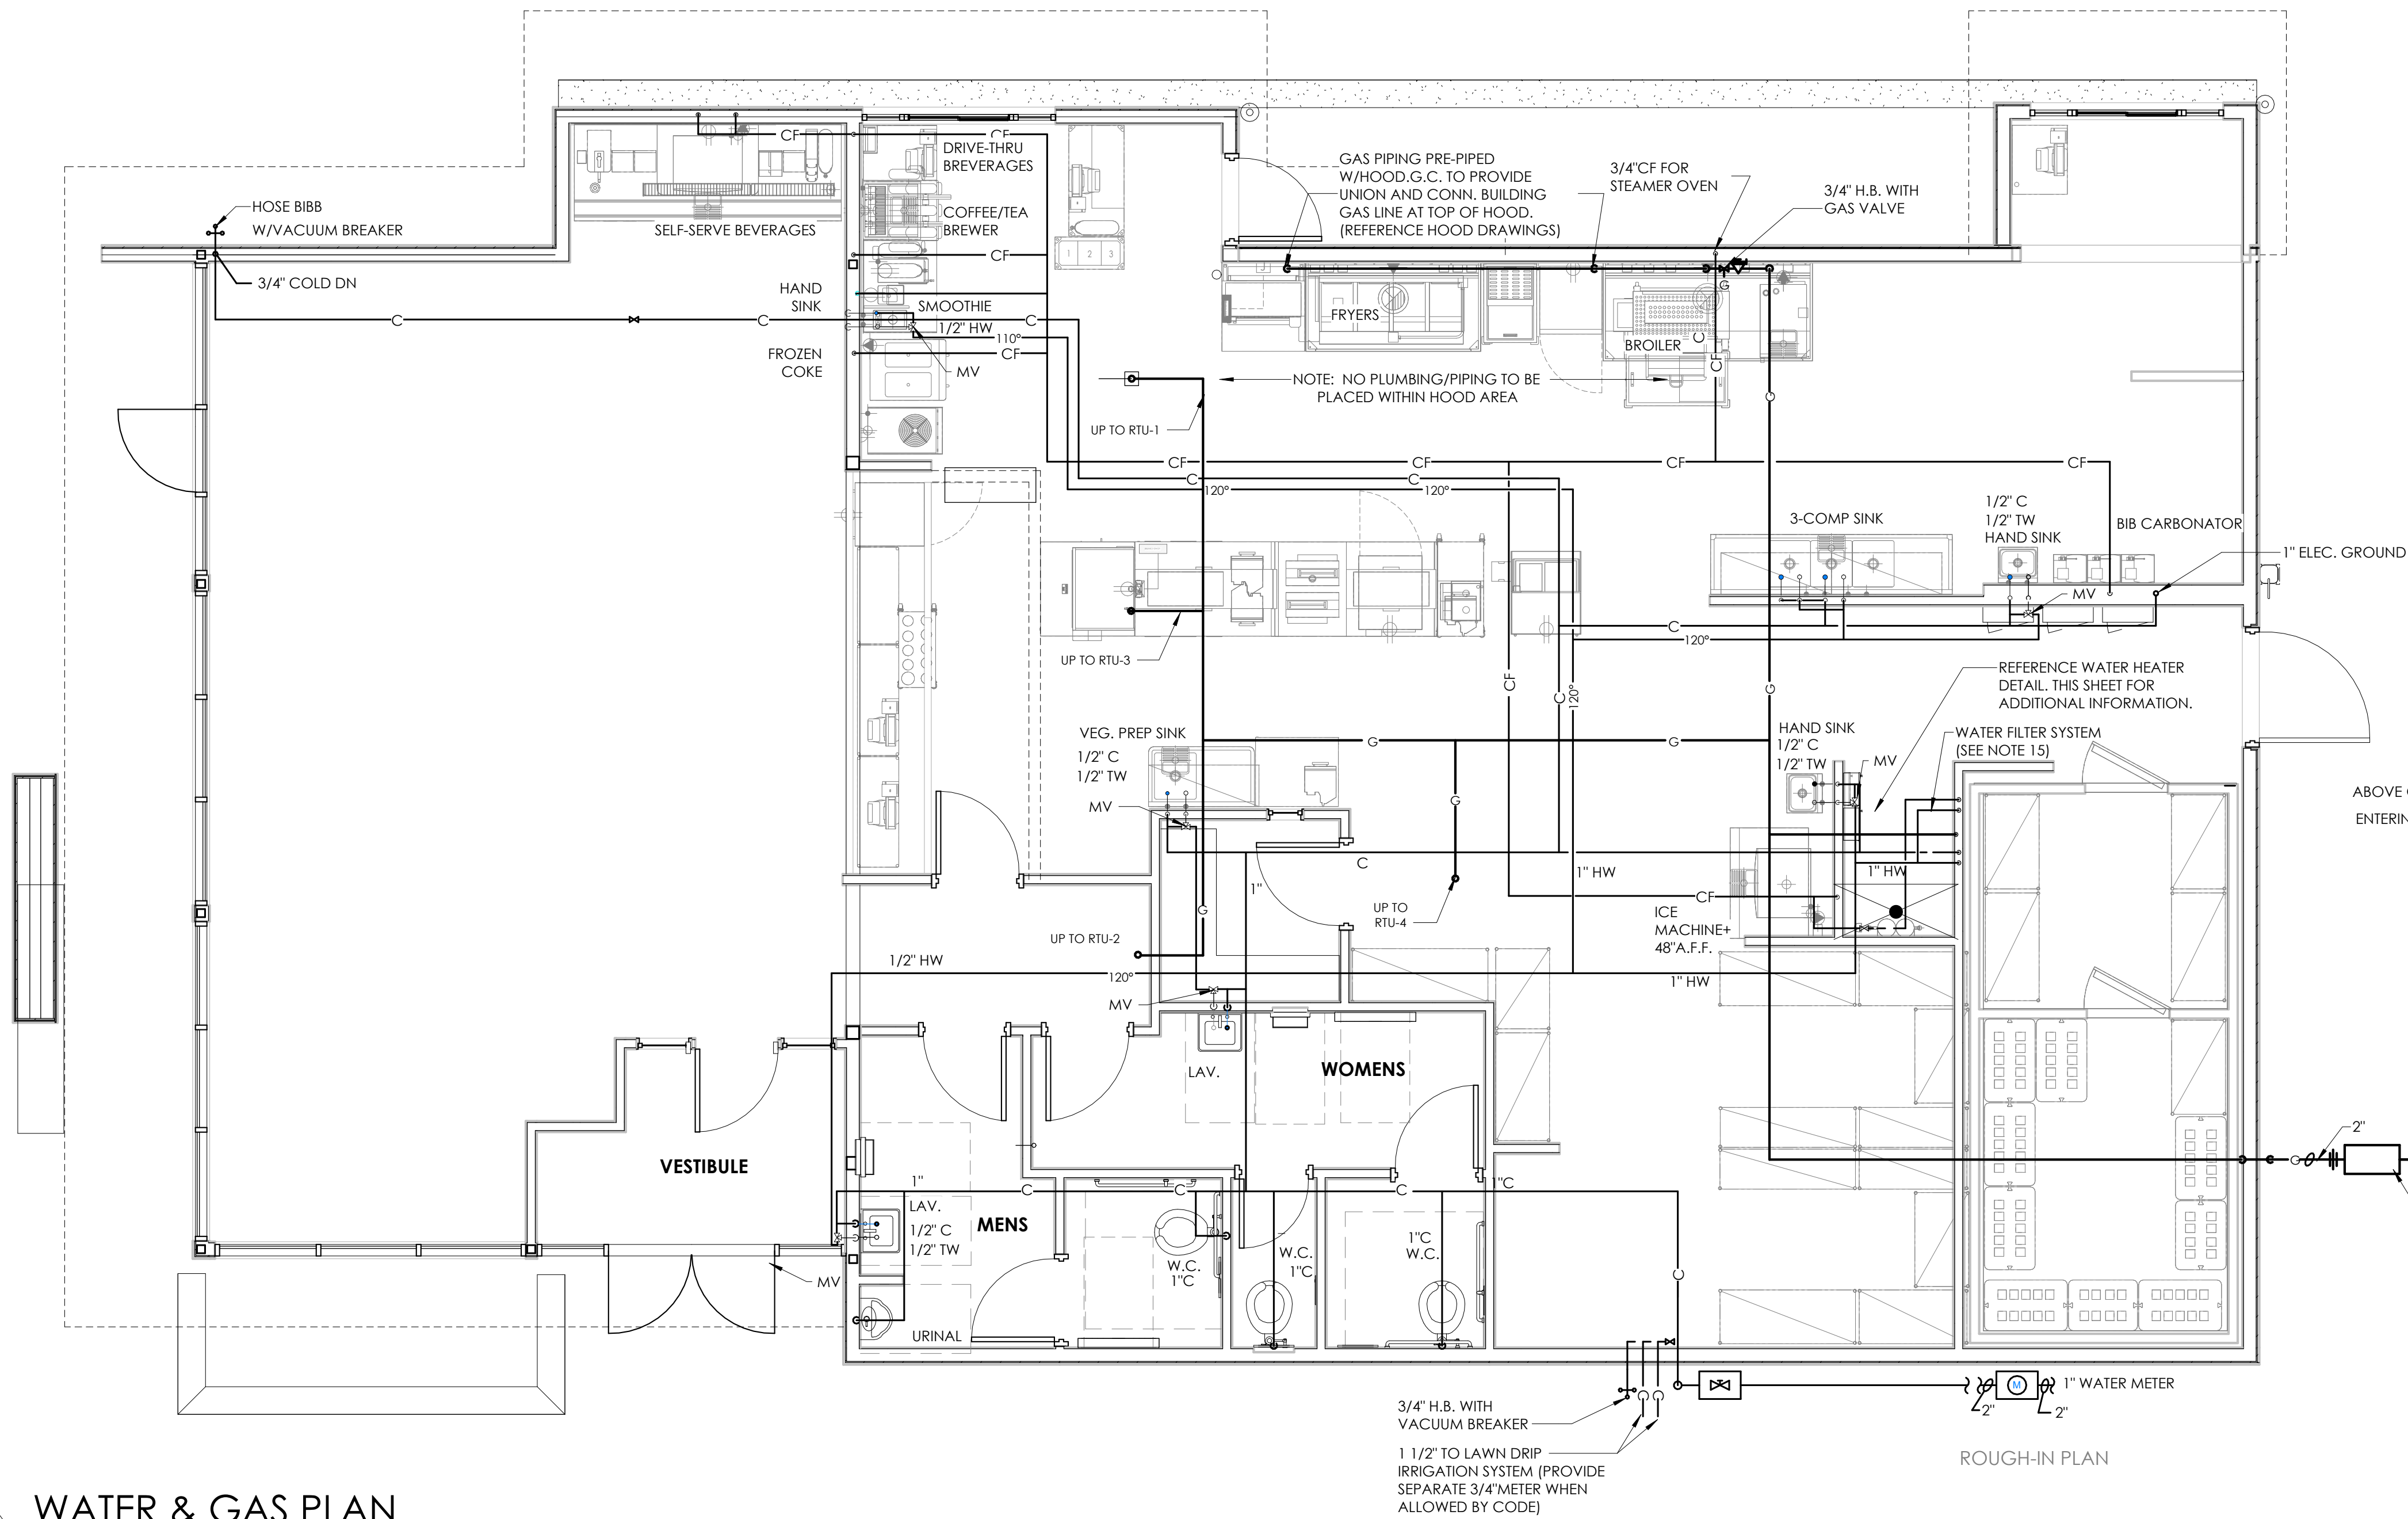 HOSE BIBB
W/VACUUM BREAKER
3/4" COLD DN
SELF-SERVE BEVERAGES
CF
CF
DRIVE-THRU
BREVERAGES
COFFEE/TEA
BREWER
CF
1 2 3
HAND
SINK
SMOOTHIE
1/2" HW
110°
C
C
C
FROZEN
COKE
CF
MV
GAS PIPING PRE-PIPED
W/HOOD.G.C. TO PROVIDE
UNION AND CONN. BUILDING
GAS LINE AT TOP OF HOOD.
(REFERENCE HOOD DRAWINGS)
3/4"CF FOR
STEAMER OVEN
3/4" H.B. WITH
GAS VALVE
G
FRYERS
BROILER
C
CF
G
NOTE: NO PLUMBING/PIPING TO BE
PLACED WITHIN HOOD AREA
UP TO RTU-1
CF
CF
CF
CF
C
C
120°
120°
3-COMP SINK
1/2" C
1/2" TW
HAND SINK
BIB CARBONATOR
1" ELEC. GROUND
MV
C
120°
UP TO RTU-3
CF
C
120°
G
REFERENCE WATER HEATER
DETAIL. THIS SHEET FOR
ADDITIONAL INFORMATION.
VEG. PREP SINK
1/2" C
1/2" TW
MV
G
G
G
HAND SINK
1/2" C
1/2" TW
MV
WATER FILTER SYSTEM
(SEE NOTE 15)
ABOVE
ENTERIN
C
1"
1" HW
1" HW
G
CF
UP TO
RTU-4
ICE
MACHINE+
48"A.F.F.
UP TO RTU-2
1/2" HW
120°
1" HW
MV
LAV.
WOMENS
VESTIBULE
2"
G
1"
C
C
C
1"C
LAV.
1/2" C
1/2" TW
MENS
MV
URINAL
W.C.
1"C
W.C.
1"C
1"C
W.C.
C
M
1" WATER METER
2"
2"
3/4" H.B. WITH
VACUUM BREAKER
1 1/2" TO LAWN DRIP
IRRIGATION SYSTEM (PROVIDE
SEPARATE 3/4"METER WHEN
ALLOWED BY CODE)
ROUGH-IN PLAN
WATER & GAS PLAN